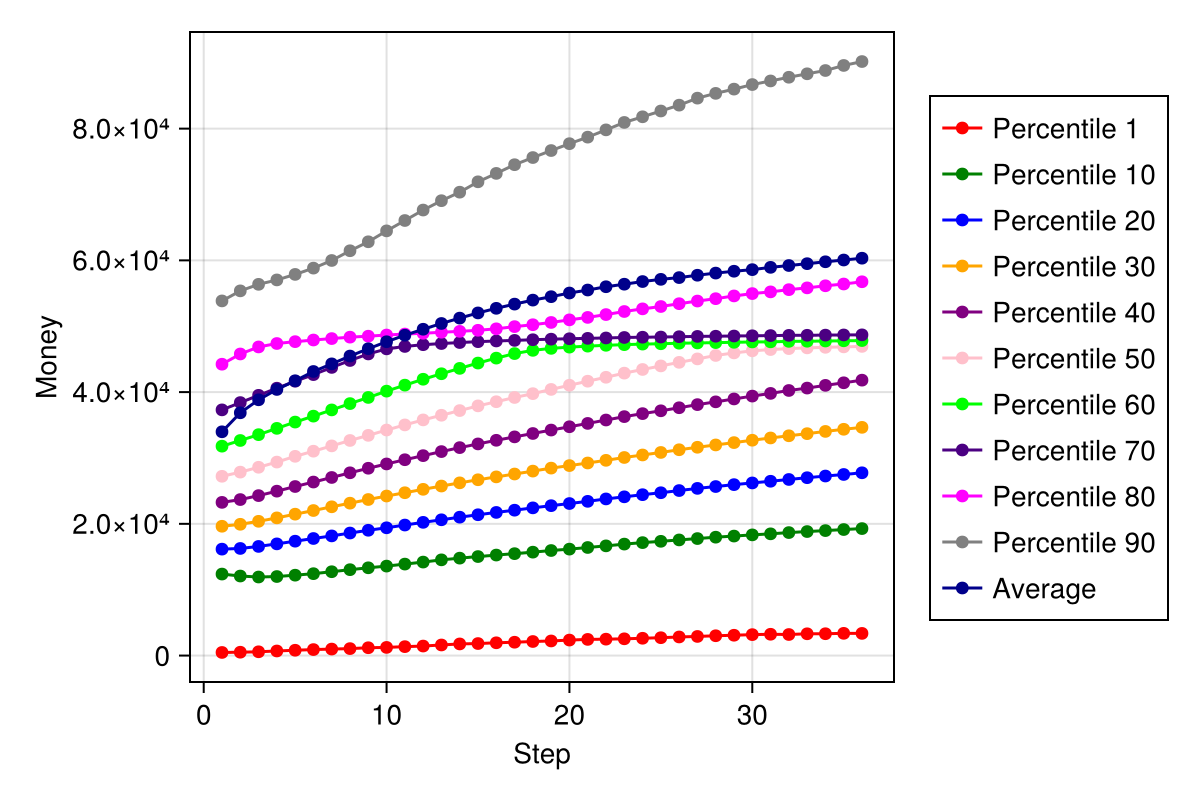 8.0×10⁴
6.0×10⁴
4.0×10⁴
2.0×10⁴
0
Money
0 10 20 30
Step
Percentile 1
Percentile 10
Percentile 20
Percentile 30
Percentile 40
Percentile 50
Percentile 60
Percentile 70
Percentile 80
Percentile 90
Average